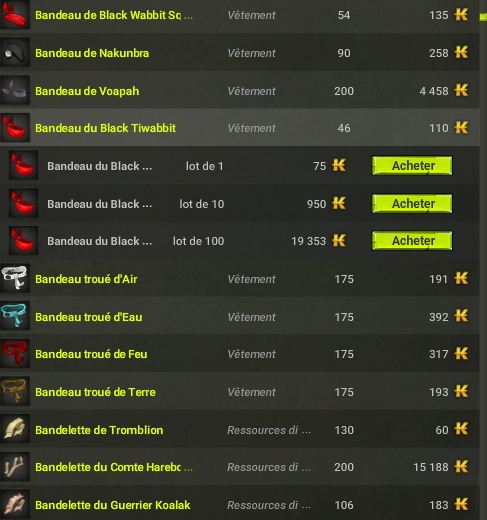 Bandeau de Black Wabbit Sq ... Vêtement 54 135
Bandeau de Nakunbra Vêtement 90 258
Bandeau de Voapah Vêtement 200 4 458
Bandeau du Black Tiwabbit Vêtement 46 110
Bandeau du Black ... lot de 1 75 Acheter
Bandeau du Black ... lot de 10 950 Acheter
Bandeau du Black ... lot de 100 19 353 Acheter
Bandeau troué d'Air Vêtement 175 191
Bandeau troué d'Eau Vêtement 175 392
Bandeau troué de Feu Vêtement 175 317
Bandeau troué de Terre Vêtement 175 193
Bandelette de Tromblion Ressources di ... 130 60
Bandelette du Comte Harebo ... Ressources di ... 200 15 188
Bandelette du Guerrier Koalak Ressources di ... 106 183